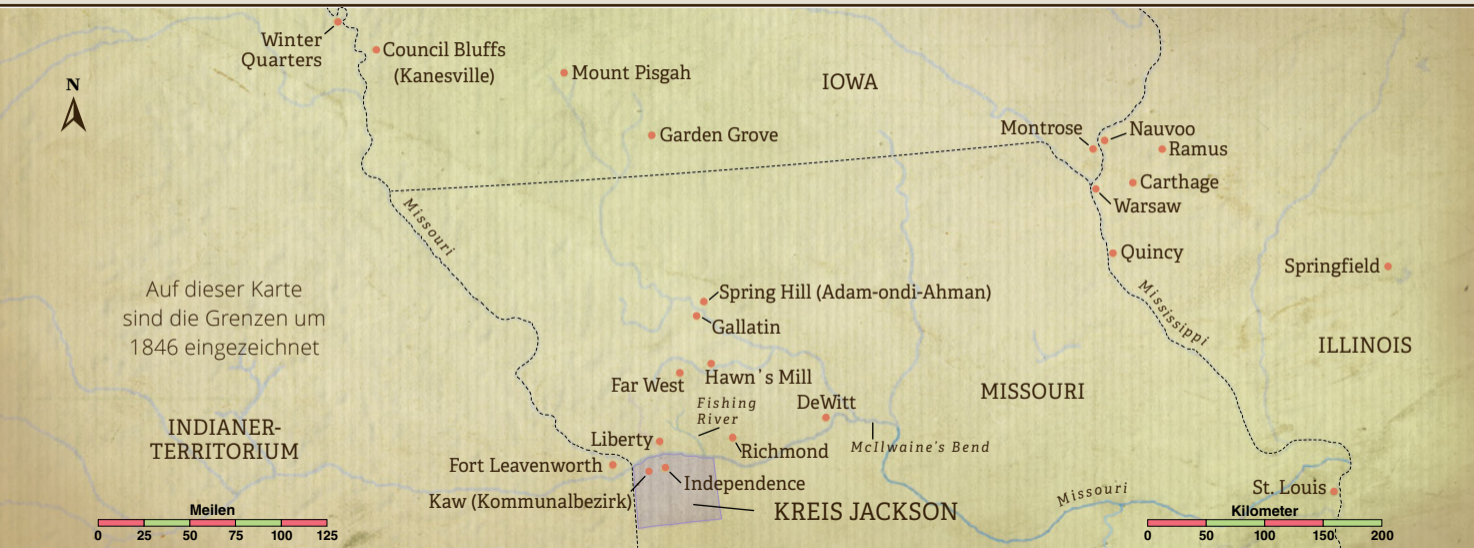 Winter
Quarters
Council Bluffs
(Kanesville)
Mount Pisgah
IOWA
N
Garden Grove
Montrose
Nauvoo
Ramus
Carthage
Warsaw
Missouri
Quincy
Springfield
Auf dieser Karte
sind die Grenzen um
1846 eingezeichnet
Spring Hill (Adam-ondi-Ahman)
Gallatin
Mississippi
ILLINOIS
Far West
Hawn's Mill
MISSOURI
Fishing
River
DeWitt
INDIANER-
TERRITORIUM
Liberty
Richmond
McIlwaine's Bend
Fort Leavenworth
Independence
Kaw (Kommunalbezirk)
KREIS JACKSON
Missouri
St. Louis
Meilen
0 25 50 75 100 125
Kilometer
0 50 100 150 200